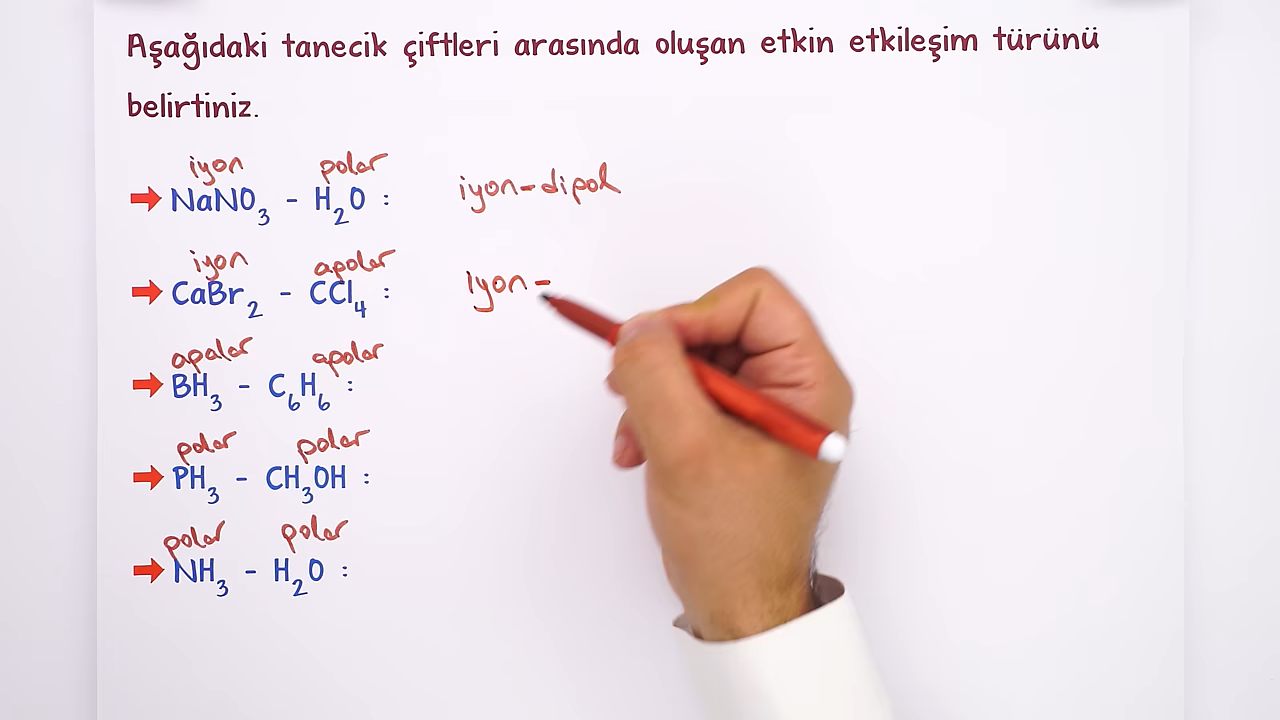 Aşağıdaki tanecik çiftleri arasında oluşan etkin etkileşim türünü
belirtiniz.
iyon polar
NaNO₃ - H₂O : iyon-dipol
iyon apolar
CaBr₂ - CCl₄ : iyon-
apolar apolar
BH₃ - C₆H₆ :
polar polar
PH₃ - CH₃OH :
polar polar
NH₃ - H₂O :